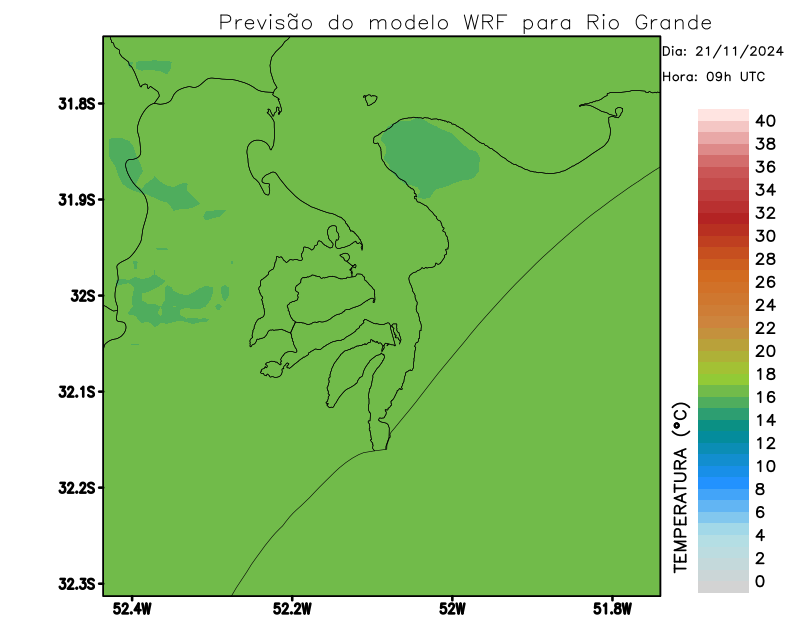 Previsão do modelo WRF para Rio Grande
Dia: 21/11/2024
Hora: 09h UTC
31.8S
31.9S
32S
32.1S
32.2S
32.3S
52.4W
52.2W
52W
51.8W
TEMPERATURA (°C)
40
38
36
34
32
30
28
26
24
22
20
18
16
14
12
10
8
6
4
2
0